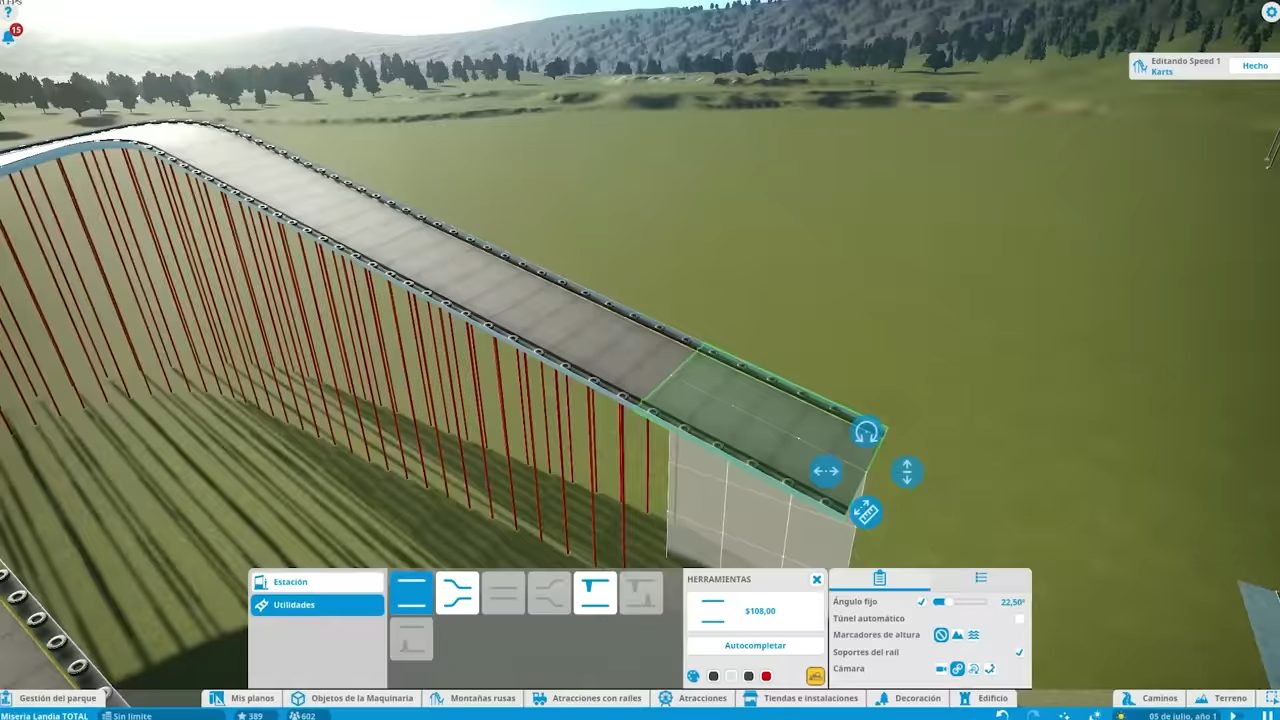 ?
15
Editando Speed 1
Karts
Hecho
Estación
Utilidades
HERRAMIENTAS
$108,00
Autocompletar
Ángulo fijo
22,50°
Túnel automático
Marcadores de altura
Soportes del rail
Cámara
Gestión del parque
Mis planos
Objetos de la Maquinaria
Montañas rusas
Atracciones con raíles
Atracciones
Tiendas e instalaciones
Decoración
Edificio
Caminos
Terreno
Miseria Landia TOTAL
Sin límite
389
602
05 de julio, año 1